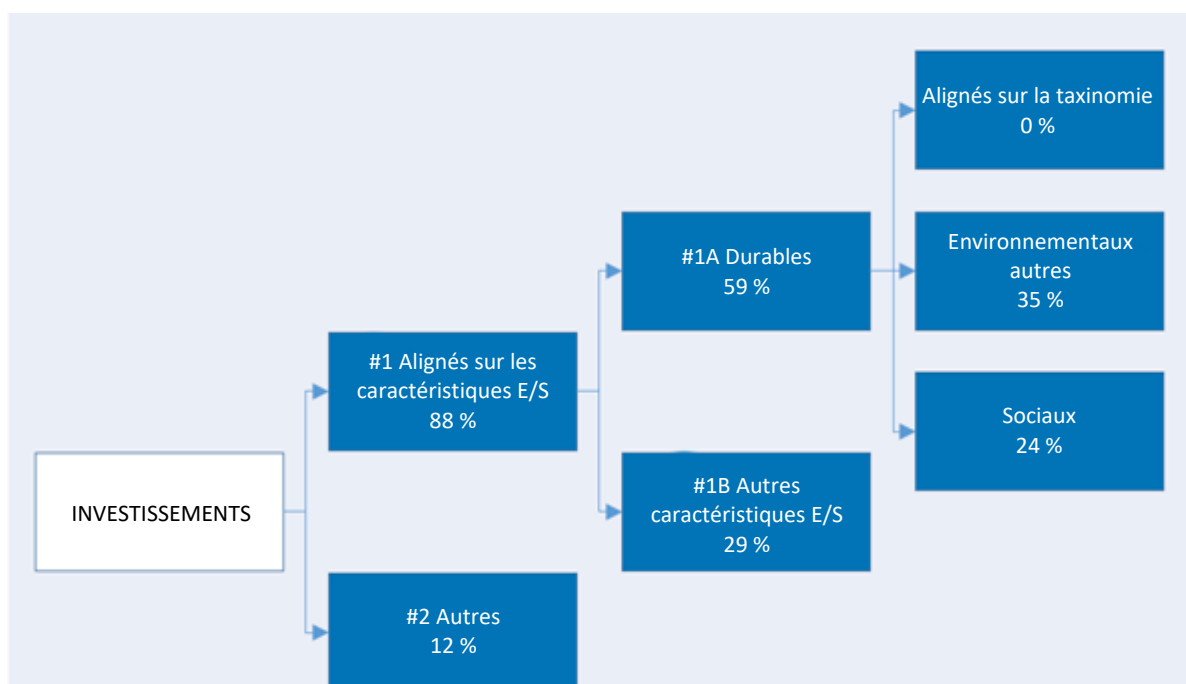 Alignés sur la taxinomie
0 %
#1A Durables
59 %
Environnementaux
autres
35 %
#1 Alignés sur les
caractéristiques E/S
88 %
Sociaux
24 %
INVESTISSEMENTS
#1B Autres
caractéristiques E/S
29 %
#2 Autres
12 %